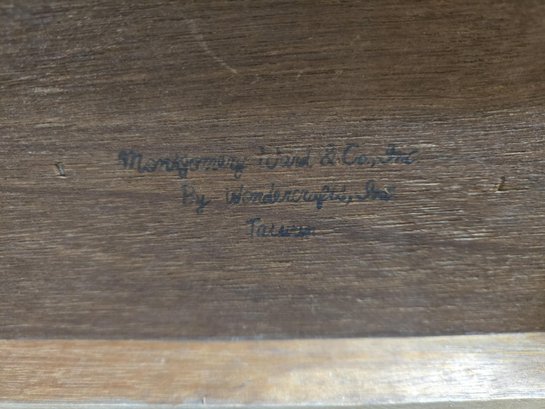 Montgomery Ward & Co., Inc
By Wondercrafts, Inc
Taiwan